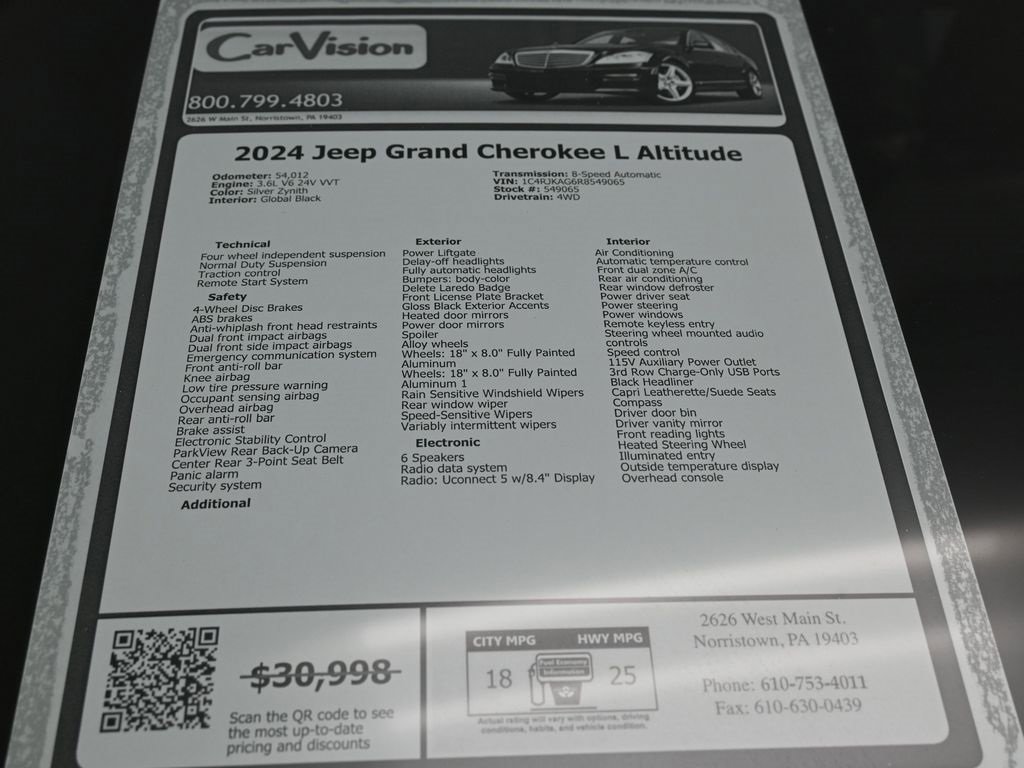 CarVision
800.799.4803
2626 W Main St, Norristown, PA 19403
2024 Jeep Grand Cherokee L Altitude
Odometer: 54,012
Engine: 3.6L V6 24V VVT
Color: Silver Zynith
Interior: Global Black
Transmission: 8-Speed Automatic
VIN: 1C4RJKAG6R8549065
Stock #: 549065
Drivetrain: 4WD
Technical
Four wheel independent suspension
Normal Duty Suspension
Traction control
Remote Start System
Safety
4-Wheel Disc Brakes
ABS brakes
Anti-whiplash front head restraints
Dual front impact airbags
Dual front side impact airbags
Emergency communication system
Front anti-roll bar
Knee airbag
Low tire pressure warning
Occupant sensing airbag
Overhead airbag
Rear anti-roll bar
Brake assist
Electronic Stability Control
ParkView Rear Back-Up Camera
Center Rear 3-Point Seat Belt
Panic alarm
Security system
Additional
Exterior
Power Liftgate
Delay-off headlights
Fully automatic headlights
Bumpers: body-color
Delete Laredo Badge
Front License Plate Bracket
Gloss Black Exterior Accents
Heated door mirrors
Power door mirrors
Spoiler
Alloy wheels
Wheels: 18" x 8.0" Fully Painted
Aluminum
Wheels: 18" x 8.0" Fully Painted
Aluminum 1
Rain Sensitive Windshield Wipers
Rear window wiper
Speed-Sensitive Wipers
Variably intermittent wipers
Electronic
6 Speakers
Radio data system
Radio: Uconnect 5 w/8.4" Display
Interior
Air Conditioning
Automatic temperature control
Front dual zone A/C
Rear air conditioning
Rear window defroster
Power driver seat
Power steering
Power windows
Remote keyless entry
Steering wheel mounted audio
controls
Speed control
115V Auxiliary Power Outlet
3rd Row Charge-Only USB Ports
Black Headliner
Capri Leatherette/Suede Seats
Compass
Driver door bin
Driver vanity mirror
Front reading lights
Heated Steering Wheel
Illuminated entry
Outside temperature display
Overhead console
$30,998
Scan the QR code to see
the most up-to-date
pricing and discounts
CITY MPG
HWY MPG
18
Fuel Economy
Information
25
Actual rating will vary with options, driving
conditions, habits, and vehicle condition.
2626 West Main St.
Norristown, PA 19403
Phone: 610-753-4011
Fax: 610-630-0439